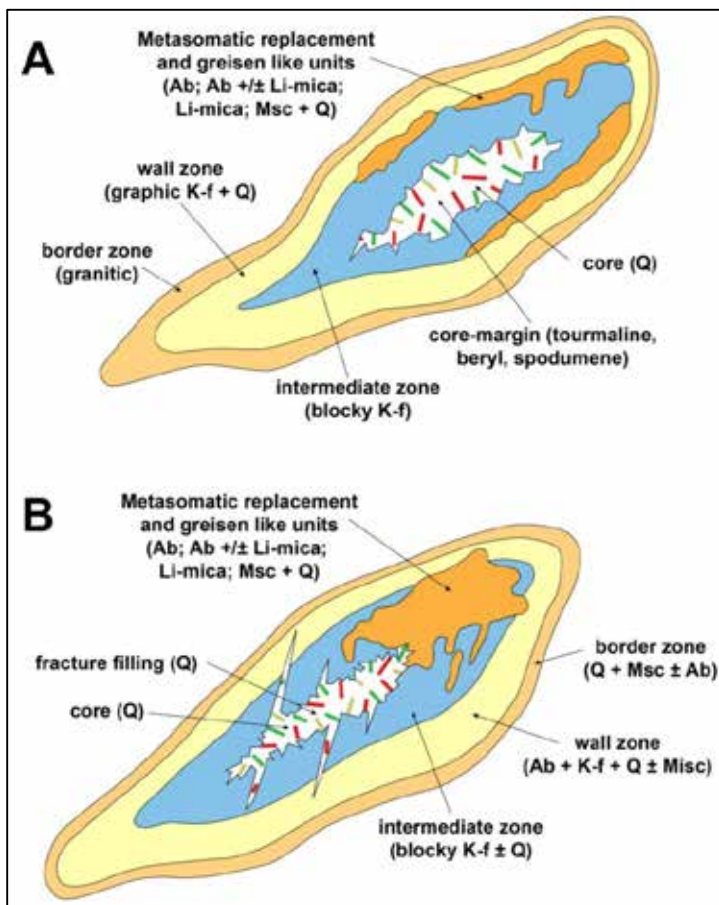 A
Metasomatic replacement
and greisen like units
(Ab; Ab +/± Li-mica;
Li-mica; Msc + Q)
wall zone
(graphic K-f + Q)
border zone
(granitic)
core (Q)
core-margin (tourmaline,
beryl, spodumene)
intermediate zone
(blocky K-f)
B
Metasomatic replacement
and greisen like units
(Ab; Ab +/± Li-mica;
Li-mica; Msc + Q)
fracture filling (Q)
core (Q)
border zone
(Q + Msc ± Ab)
wall zone
(Ab + K-f + Q ± Misc)
intermediate zone
(blocky K-f ± Q)